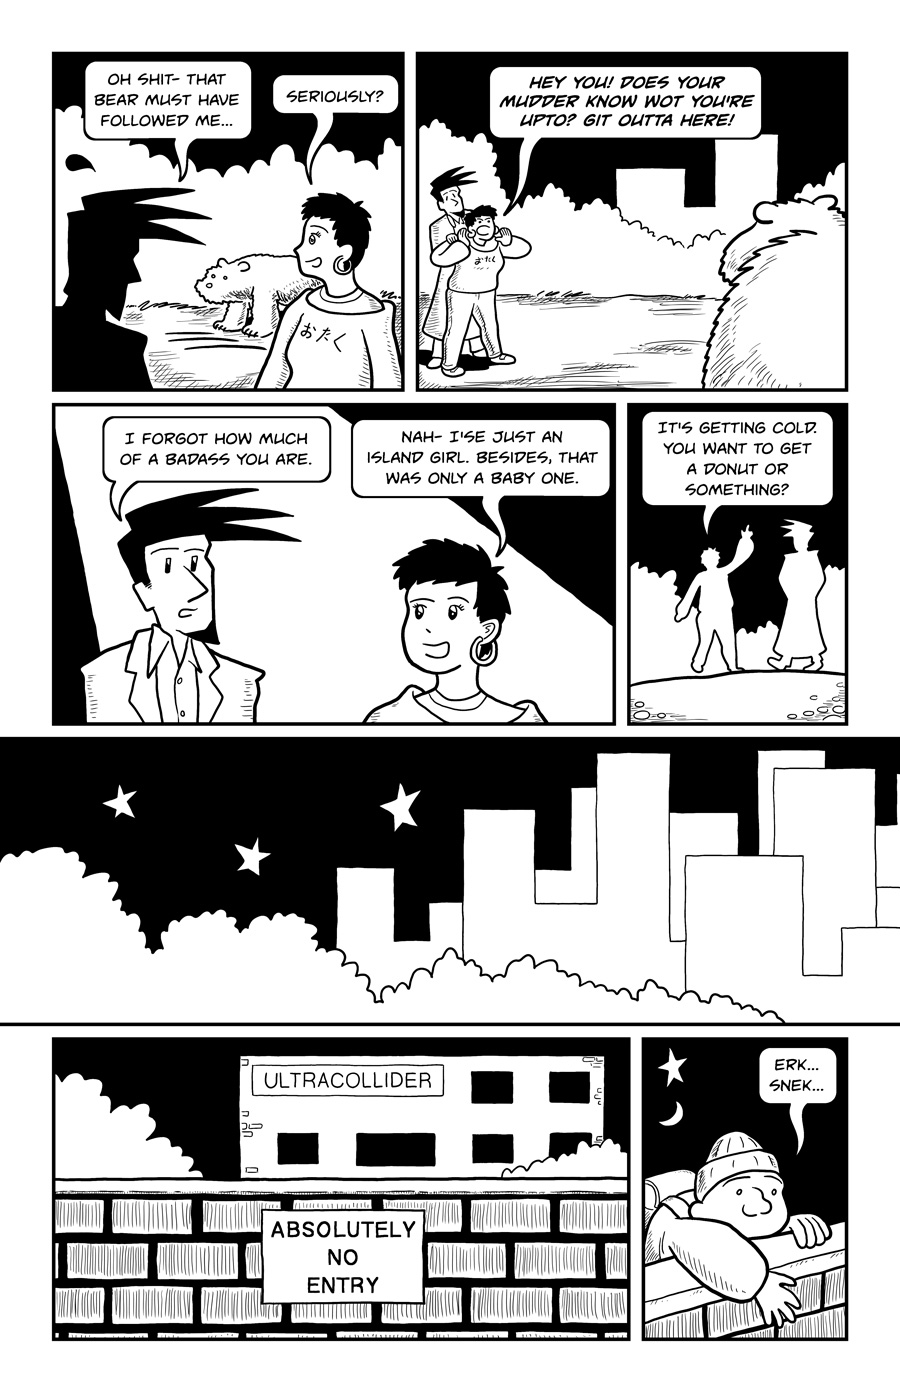 OH SHIT- THAT
BEAR MUST HAVE
FOLLOWED ME...
SERIOUSLY?
おたく
HEY YOU! DOES YOUR
MUDDER KNOW WOT YOU'RE
UPTO? GIT OUTTA HERE!
おたく
I FORGOT HOW MUCH
OF A BADASS YOU ARE.
NAH- I'SE JUST AN
ISLAND GIRL. BESIDES, THAT
WAS ONLY A BABY ONE.
IT'S GETTING COLD.
YOU WANT TO GET
A DONUT OR
SOMETHING?
ULTRACOLLIDER
ABSOLUTELY
NO
ENTRY
ERK...
SNEK...